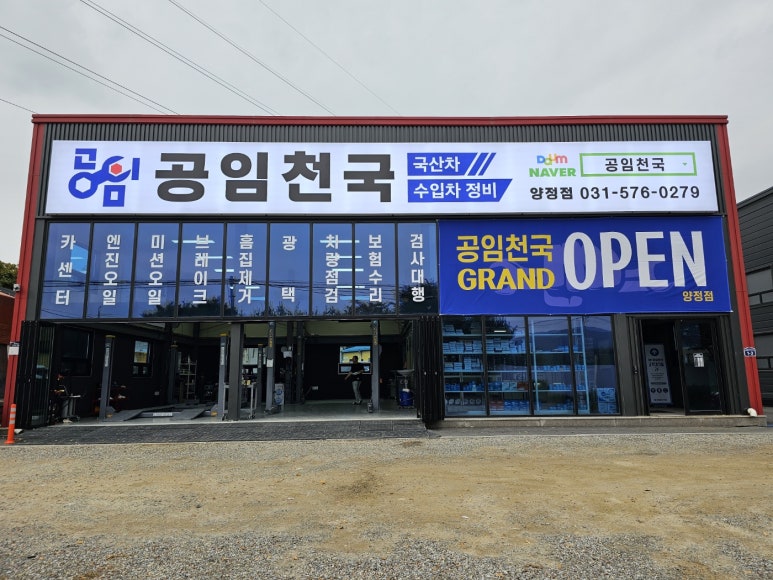 공임
공임천국
국산차
수입차 정비
Daum
NAVER
공임천국
양정점 031-576-0279
카센터
엔진오일
미션오일
브레이크
흠집제거
광택
차량점검
보험수리
검사대행
공임천국
GRAND
OPEN
양정점